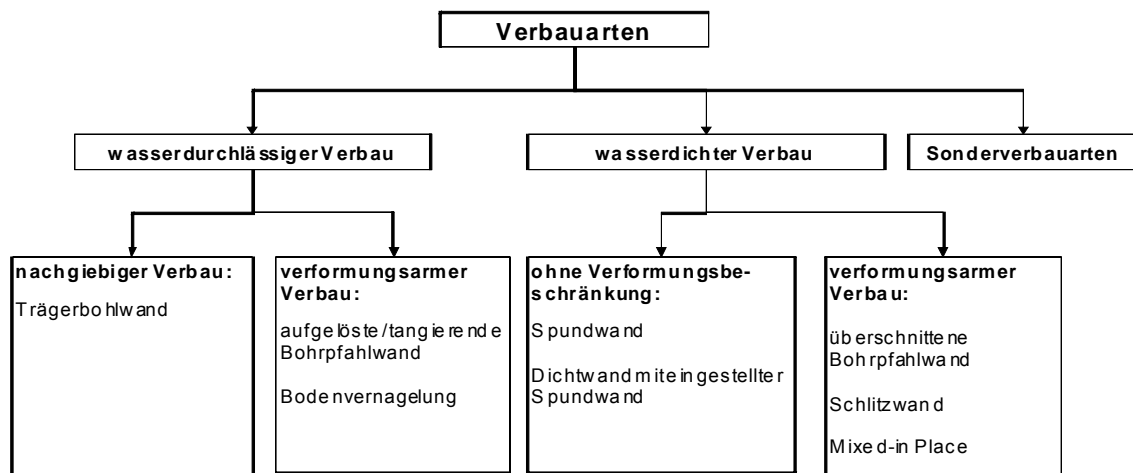 Verbauarten
wasserdurchlässiger Verbau
wasserdichter Verbau
Sonderverbauarten
nachgiebiger Verbau:
Trägerbohlwand
verformungsarmer
Verbau:
aufgelöste/tangierende
Bohrpfahlwand
Bodenvernagelung
ohne Verformungsbe-
schränkung:
Spundwand
Dichtwand mit eingestellter
Spundwand
verformungsarmer
Verbau:
überschnittene
Bohrpfahlwand
Schlitzwand
Mixed-in Place